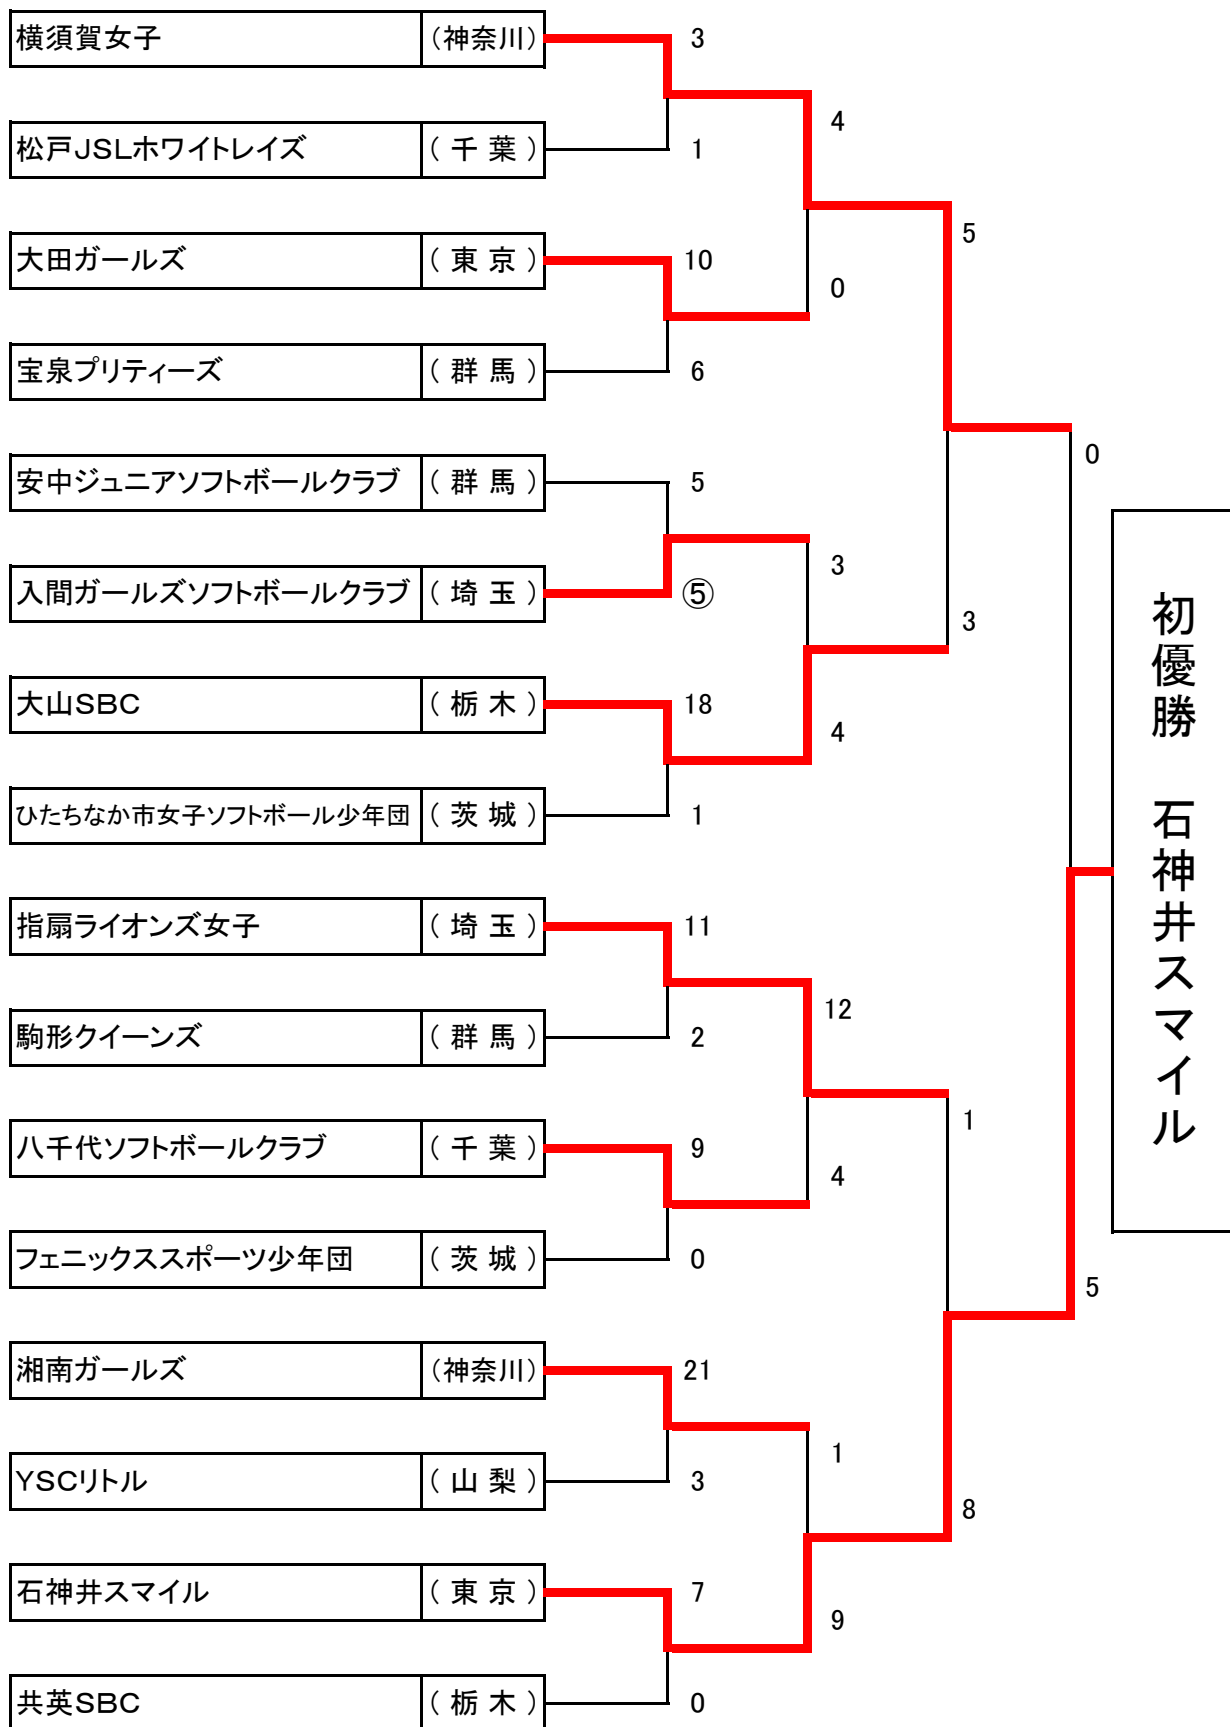 横須賀女子 (神奈川) 3
4
松戸JSLホワイトレイズ (千葉) 1
5
大田ガールズ (東京) 10
0
宝泉プリティーズ (群馬) 6
0
安中ジュニアソフトボールクラブ (群馬) 5
3
入間ガールズソフトボールクラブ (埼玉) ⑤
3
大山SBC (栃木) 18
4
ひたちなか市女子ソフトボール少年団 (茨城) 1
指扇ライオンズ女子 (埼玉) 11
12
駒形クイーンズ (群馬) 2
1
八千代ソフトボールクラブ (千葉) 9
4
フェニックススポーツ少年団 (茨城) 0
5
湘南ガールズ (神奈川) 21
1
YSCリトル (山梨) 3
8
石神井スマイル (東京) 7
9
共英SBC (栃木) 0
初優勝 石神井スマイル